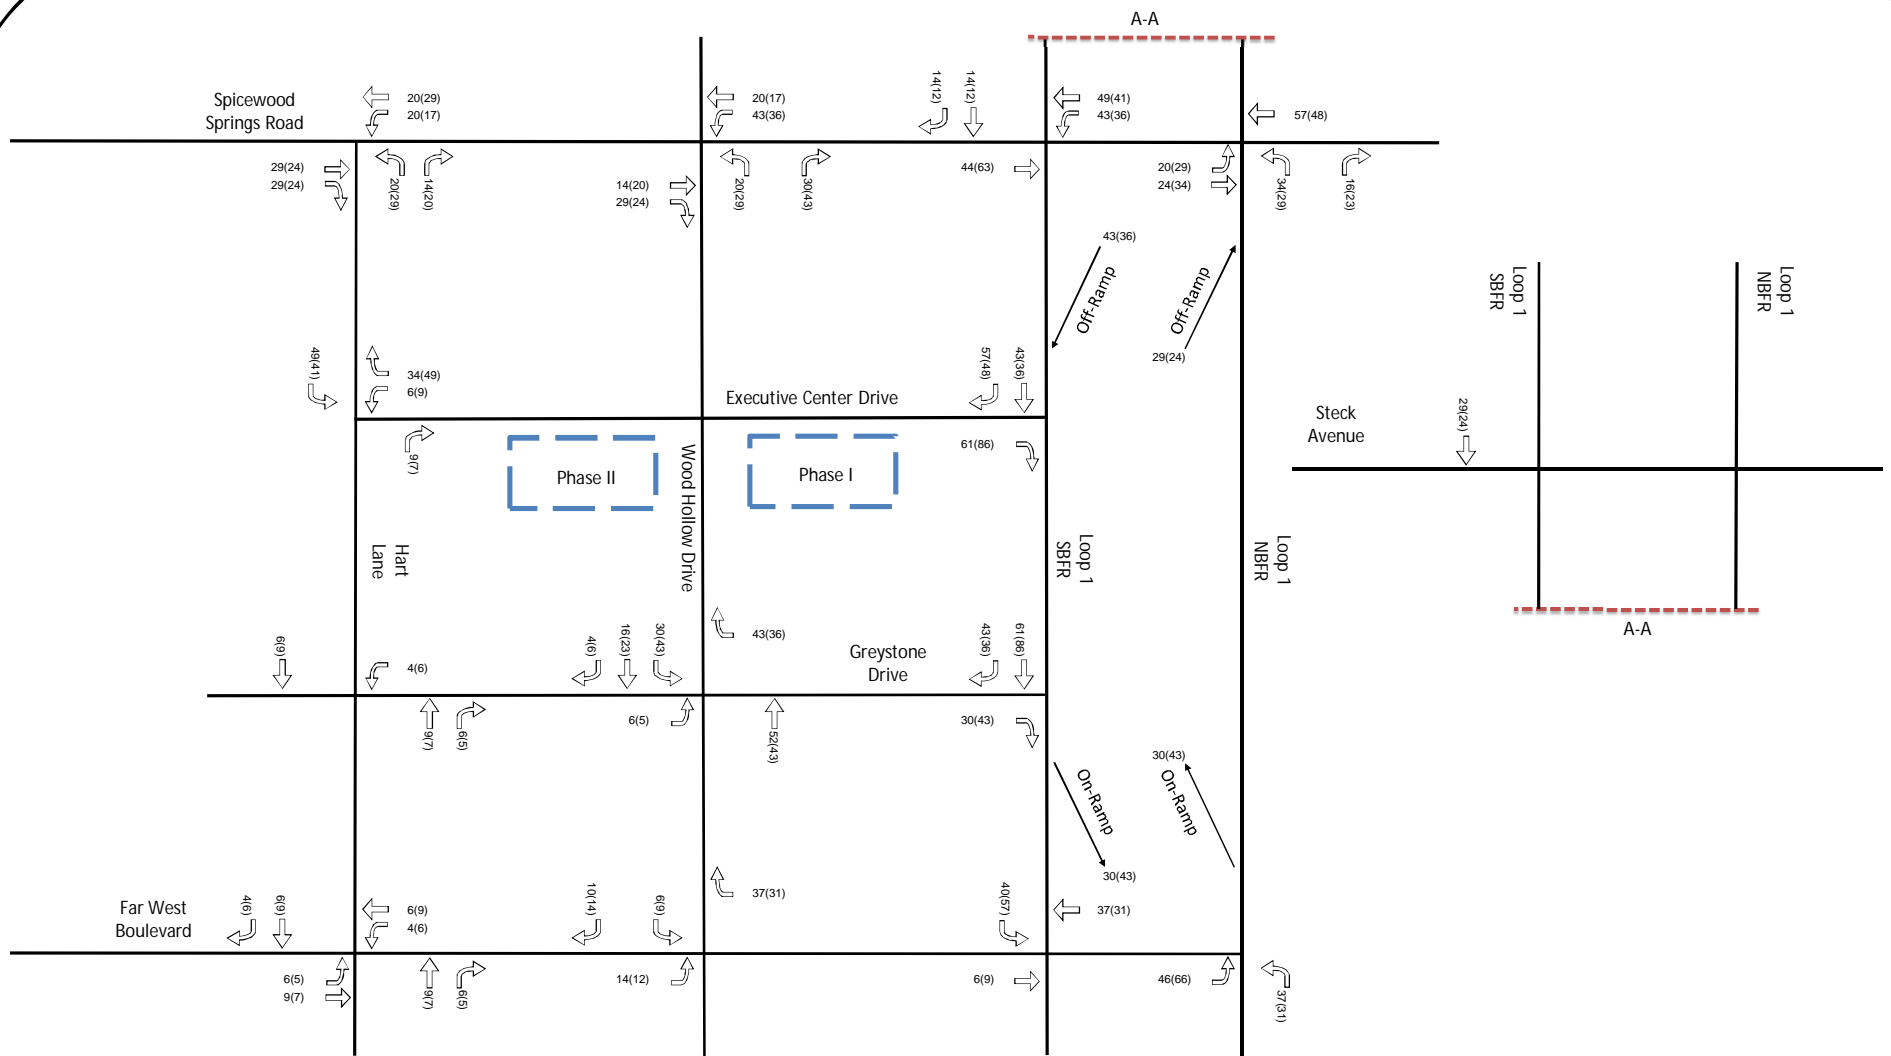 A-A
Spicewood
Springs Road
20(29)
20(17)
20(17)
43(36)
14(12)
14(12)
49(41)
43(36)
57(48)
29(24)
29(24)
20(29)
14(20)
14(20)
29(24)
20(29)
30(43)
44(63)
20(29)
24(34)
34(29)
16(23)
43(36)
Off-Ramp
Off-Ramp
29(24)
Loop 1
SBFR
Loop 1
NBFR
49(41)
34(49)
6(9)
Executive Center Drive
57(48)
43(36)
Steck
Avenue
29(24)
9(7)
Phase II
Wood Hollow Drive
Phase I
61(86)
Hart
Lane
Loop 1
SBFR
Loop 1
NBFR
A-A
6(9)
4(6)
4(6)
16(23)
30(43)
43(36)
Greystone
Drive
43(36)
61(86)
9(7)
6(5)
6(5)
52(43)
30(43)
30(43)
On-Ramp
On-Ramp
30(43)
Far West
Boulevard
4(6)
6(9)
6(9)
4(6)
10(14)
6(9)
37(31)
40(57)
37(31)
6(5)
9(7)
9(7)
6(5)
14(12)
6(9)
46(66)
37(31)